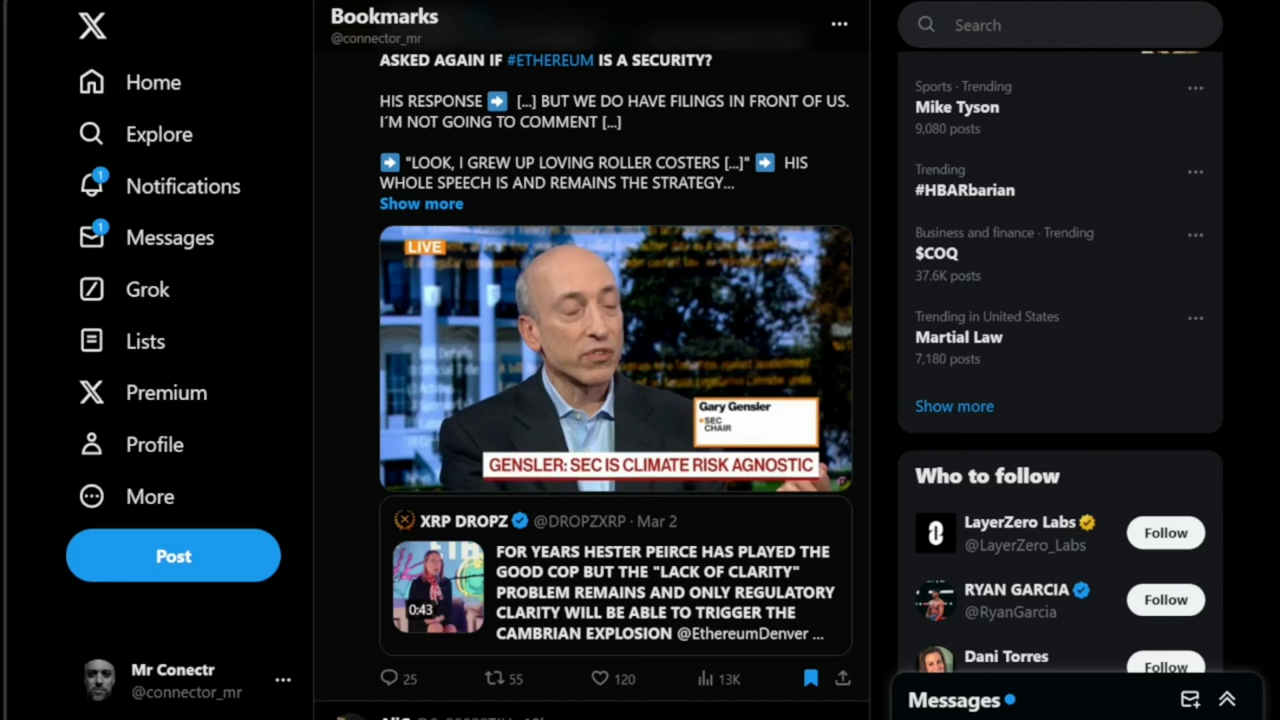 Home
Explore
1
Notifications
1
Messages
Grok
Lists
Premium
Profile
More
Post
Mr Conectr
@connector_mr
Bookmarks
@connector_mr
ASKED AGAIN IF #ETHEREUM IS A SECURITY?
HIS RESPONSE ➡ [...] BUT WE DO HAVE FILINGS IN FRONT OF US.
I´M NOT GOING TO COMMENT [...]
➡ "LOOK, I GREW UP LOVING ROLLER COSTERS [...]" ➡ HIS
WHOLE SPEECH IS AND REMAINS THE STRATEGY...
Show more
LIVE
Gary Gensler
SEC
CHAIR
GENSLER: SEC IS CLIMATE RISK AGNOSTIC
XRP DROPZ @DROPZXRP · Mar 2
0:43
FOR YEARS HESTER PEIRCE HAS PLAYED THE
GOOD COP BUT THE "LACK OF CLARITY"
PROBLEM REMAINS AND ONLY REGULATORY
CLARITY WILL BE ABLE TO TRIGGER THE
CAMBRIAN EXPLOSION @EthereumDenver ...
25
55
120
13K
Search
Sports · Trending
Mike Tyson
9,080 posts
Trending
#HBARbarian
Business and finance · Trending
$COQ
37.6K posts
Trending in United States
Martial Law
7,180 posts
Show more
Who to follow
LayerZero Labs
@LayerZero_Labs
Follow
RYAN GARCIA
@RyanGarcia
Follow
Dani Torres
Follow
Messages